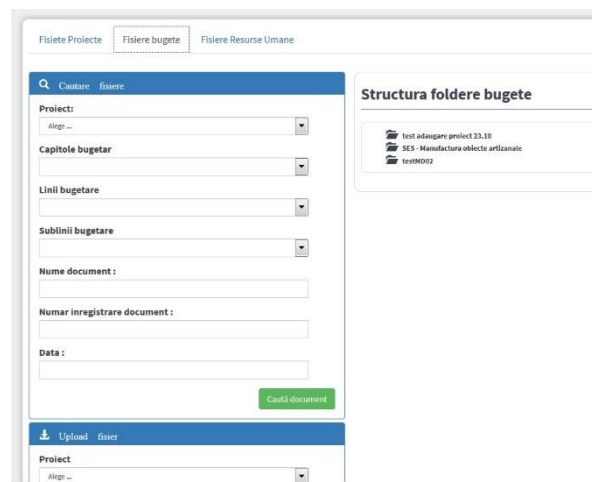 Fisiete Proiecte
Fisiere bugete
Fisiere Resurse Umane
Cautare fisiere
Proiect:
Alege ...
Capitole bugetar
Linii bugetare
Sublinii bugetare
Nume document :
Numar inregistrare document :
Data :
Caută document
Upload fisier
Proiect
Alege ...
Structura foldere bugete
test adaugare proiect 23.10
SES - Manufactura obiecte artizanale
testMD02